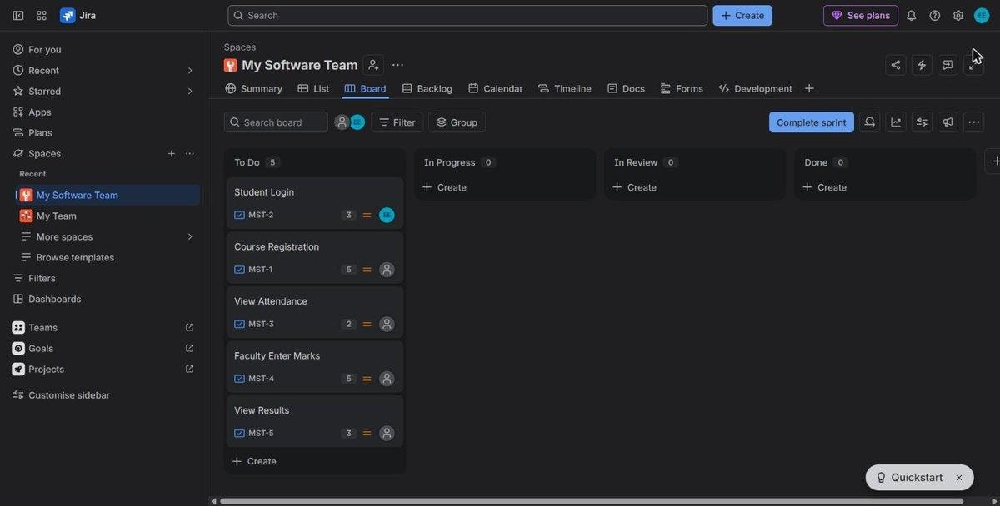 Jira
Search
+ Create
See plans
EE
For you
Recent
Starred
Apps
Plans
Spaces
Recent
My Software Team
My Team
More spaces
Browse templates
Filters
Dashboards
Teams
Goals
Projects
Customise sidebar
Spaces
My Software Team
Summary
List
Board
Backlog
Calendar
Timeline
Docs
Forms
Development
Search board
EE
Filter
Group
Complete sprint
To Do 5
Student Login
MST-2 3 EE
Course Registration
MST-1 5
View Attendance
MST-3 2
Faculty Enter Marks
MST-4 5
View Results
MST-5 3
+ Create
In Progress 0
+ Create
In Review 0
+ Create
Done 0
+ Create
Quickstart